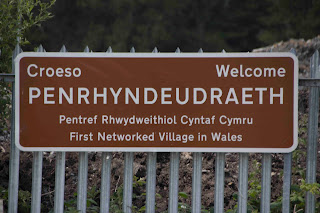 Croeso Welcome
PENRHYNDEUDRAETH
Pentref Rhwydweithiol Cyntaf Cymru
First Networked Village in Wales